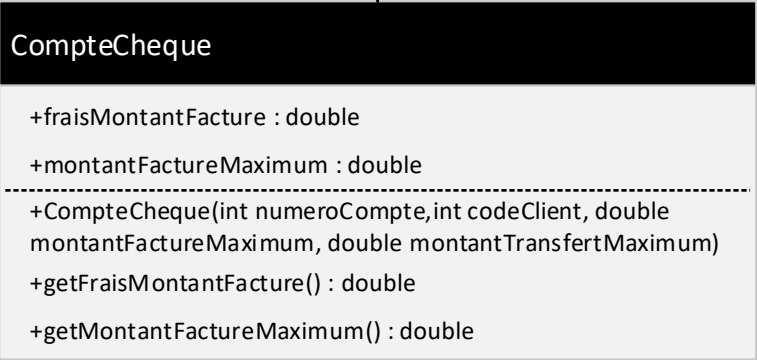 CompteCheque
+fraisMontantFacture : double
+montantFactureMaximum : double
+CompteCheque(int numeroCompte,int codeClient, double
montantFactureMaximum, double montantTransfertMaximum)
+getFraisMontantFacture() : double
+getMontantFactureMaximum() : double